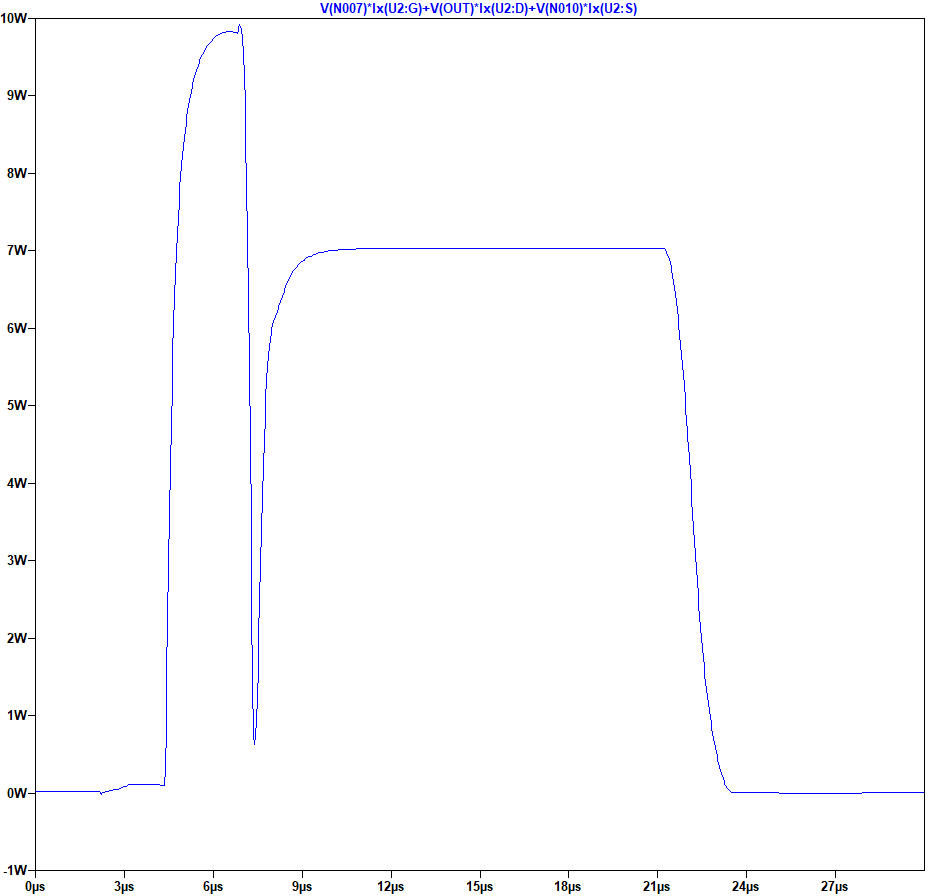 V(N007)*Ix(U2:G)+V(OUT)*Ix(U2:D)+V(N010)*Ix(U2:S)
10W
9W
8W
7W
6W
5W
4W
3W
2W
1W
0W
-1W
0µs 3µs 6µs 9µs 12µs 15µs 18µs 21µs 24µs 27µs